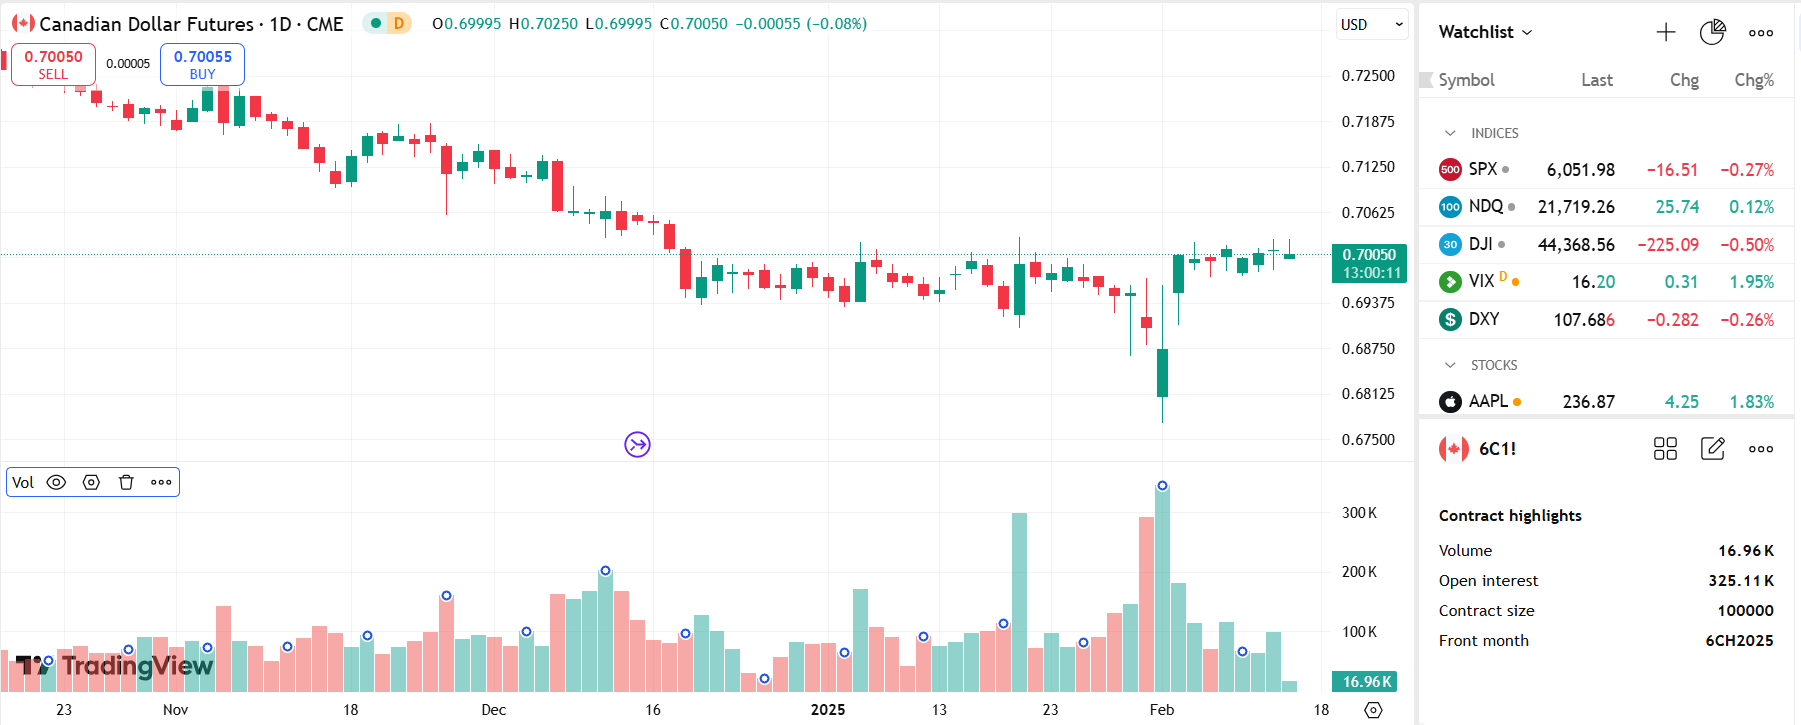 Canadian Dollar Futures · 1D · CME D O0.69995 H0.70250 L0.69995 C0.70050 −0.00055 (−0.08%)
USD
0.70050 SELL
0.00005
0.70055 BUY
0.72500
0.71875
0.71250
0.70625
0.70050
13:00:11
0.69375
0.68750
0.68125
0.67500
Vol
300 K
200 K
100 K
16.96 K
TradingView
23 Nov 18 Dec 16 2025 13 23 Feb 18
Watchlist
Symbol Last Chg Chg%
INDICES
500 SPX 6,051.98 −16.51 −0.27%
100 NDQ 21,719.26 25.74 0.12%
30 DJI 44,368.56 −225.09 −0.50%
VIX D 16.20 0.31 1.95%
$ DXY 107.686 −0.282 −0.26%
STOCKS
AAPL 236.87 4.25 1.83%
6C1!
Contract highlights
Volume 16.96 K
Open interest 325.11 K
Contract size 100000
Front month 6CH2025